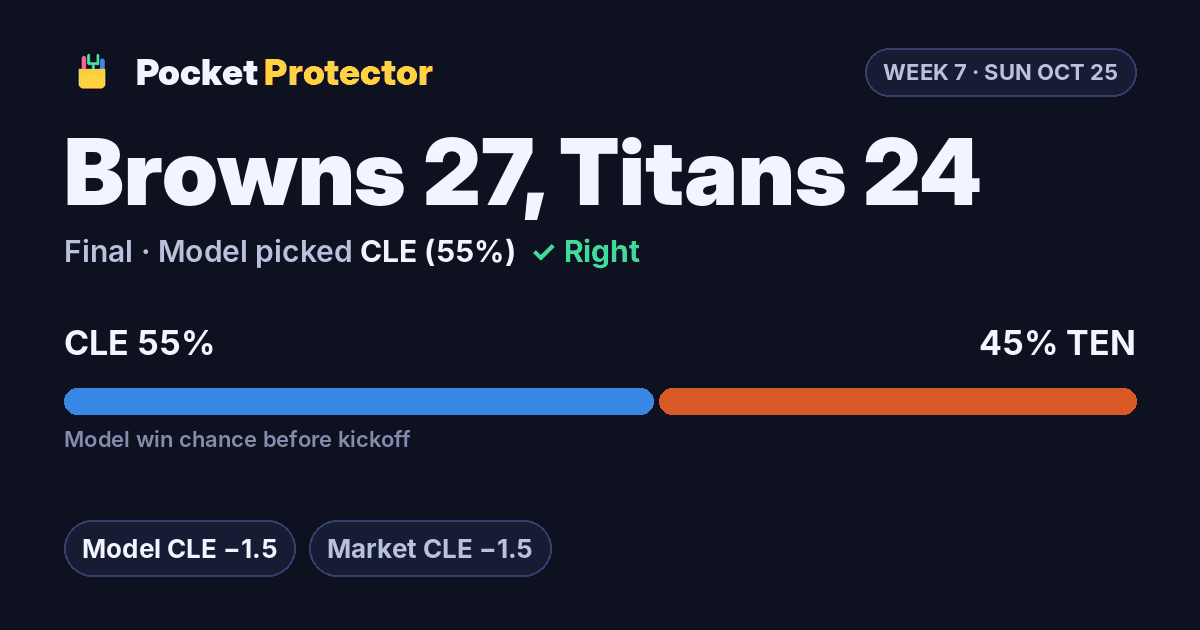 Pocket Protector
WEEK 7 · SUN OCT 25
Browns 27, Titans 24
Final · Model picked CLE (55%) ✓ Right
CLE 55%
45% TEN
Model win chance before kickoff
Model CLE −1.5
Market CLE −1.5